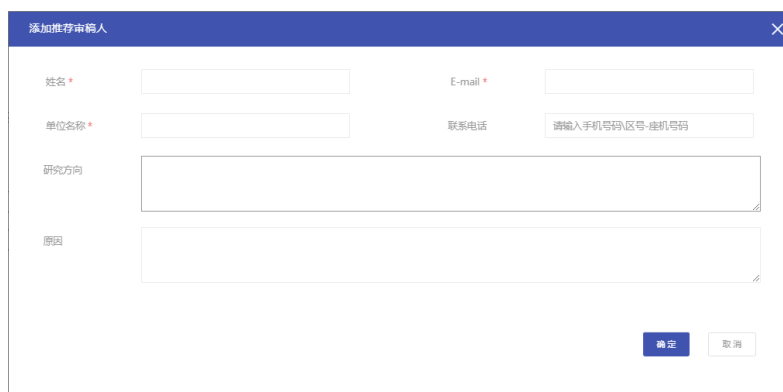 添加推荐审稿人
姓名 * E-mail *
单位名称 * 联系电话 请输入手机号码\区号-座机号码
研究方向
原因
确定 取消